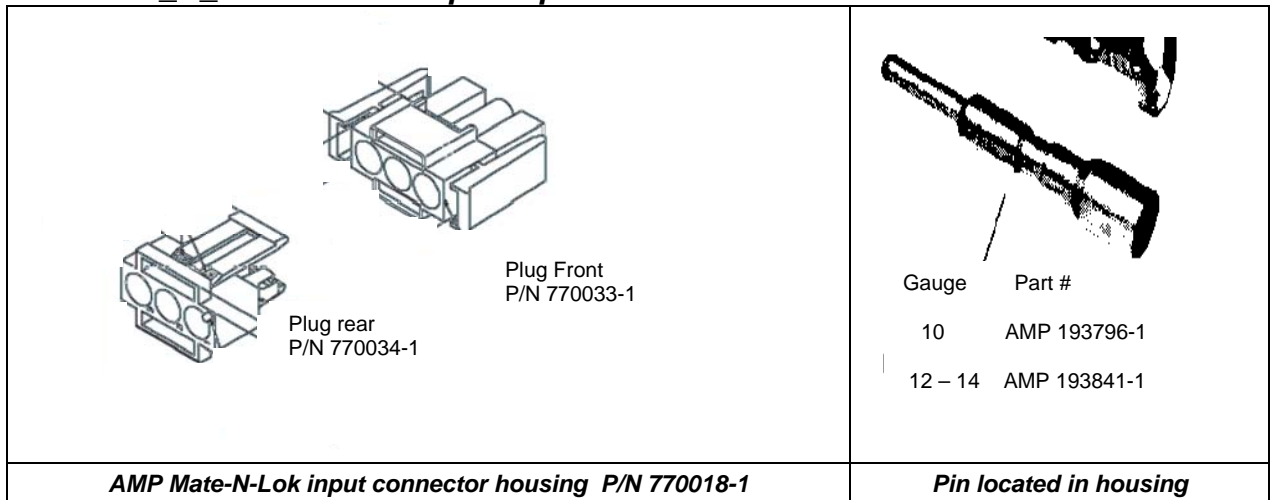 Plug Front
P/N 770033-1
Plug rear
P/N 770034-1
Gauge Part #
10 AMP 193796-1
12 – 14 AMP 193841-1
AMP Mate-N-Lok input connector housing P/N 770018-1
Pin located in housing